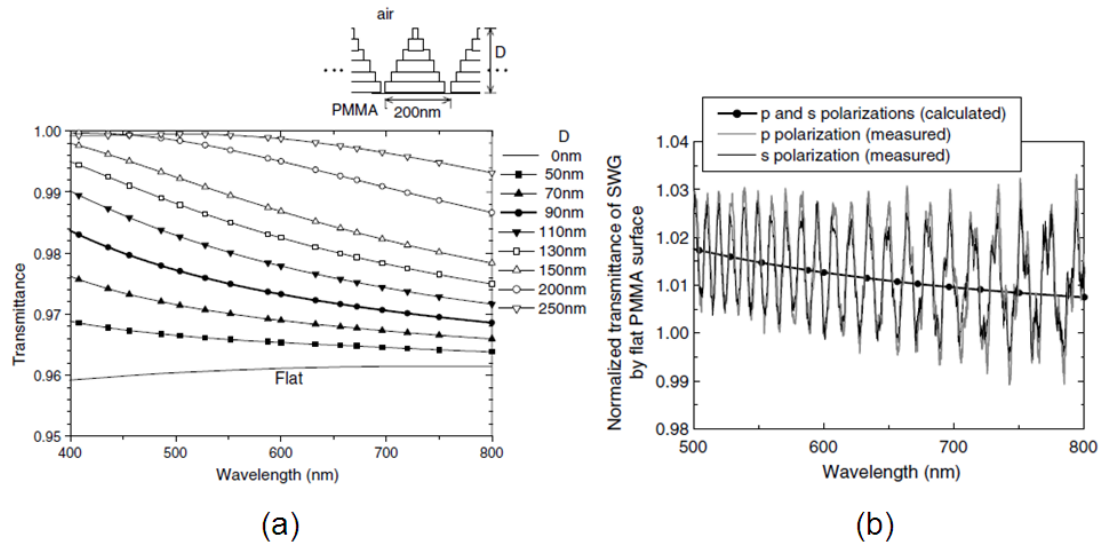 air
D
PMMA
200nm
1.00
0.99
0.98
0.97
0.96
0.95
Transmittance
Flat
400
500
600
700
800
Wavelength (nm)
D
0nm
50nm
70nm
90nm
110nm
130nm
150nm
200nm
250nm
(a)
p and s polarizations (calculated)
p polarization (measured)
s polarization (measured)
Normalized transmittance of SWG
by flat PMMA surface
1.04
1.03
1.02
1.01
1.00
0.99
0.98
500
600
700
800
Wavelength (nm)
(b)